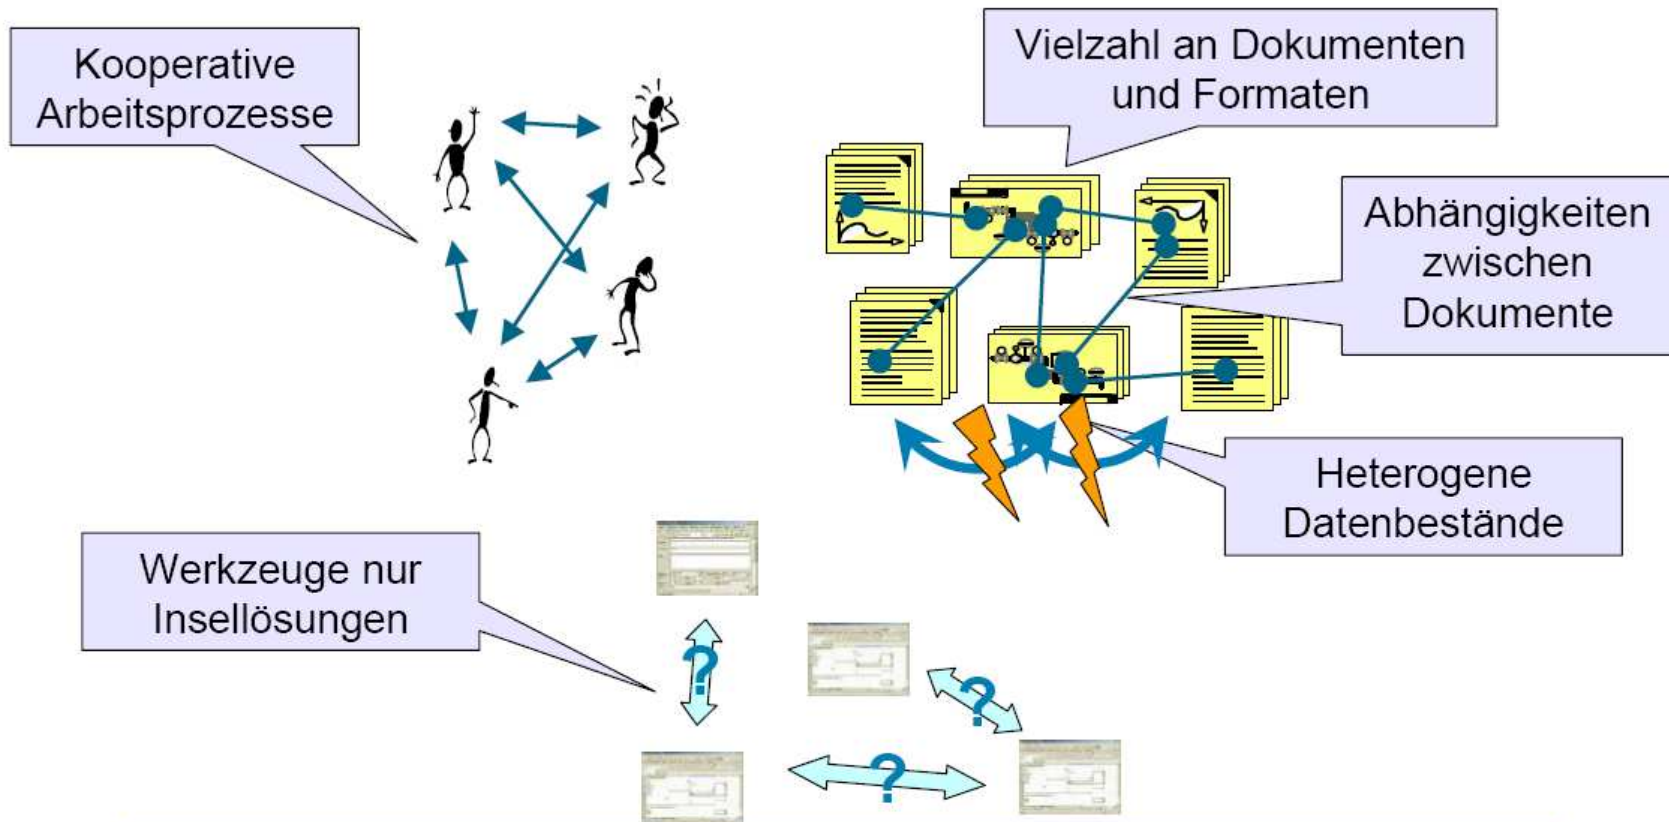 Kooperative
Arbeitsprozesse
Vielzahl an Dokumenten
und Formaten
Abhängigkeiten
zwischen
Dokumente
Heterogene
Datenbestände
Werkzeuge nur
Insellösungen
?
?
?